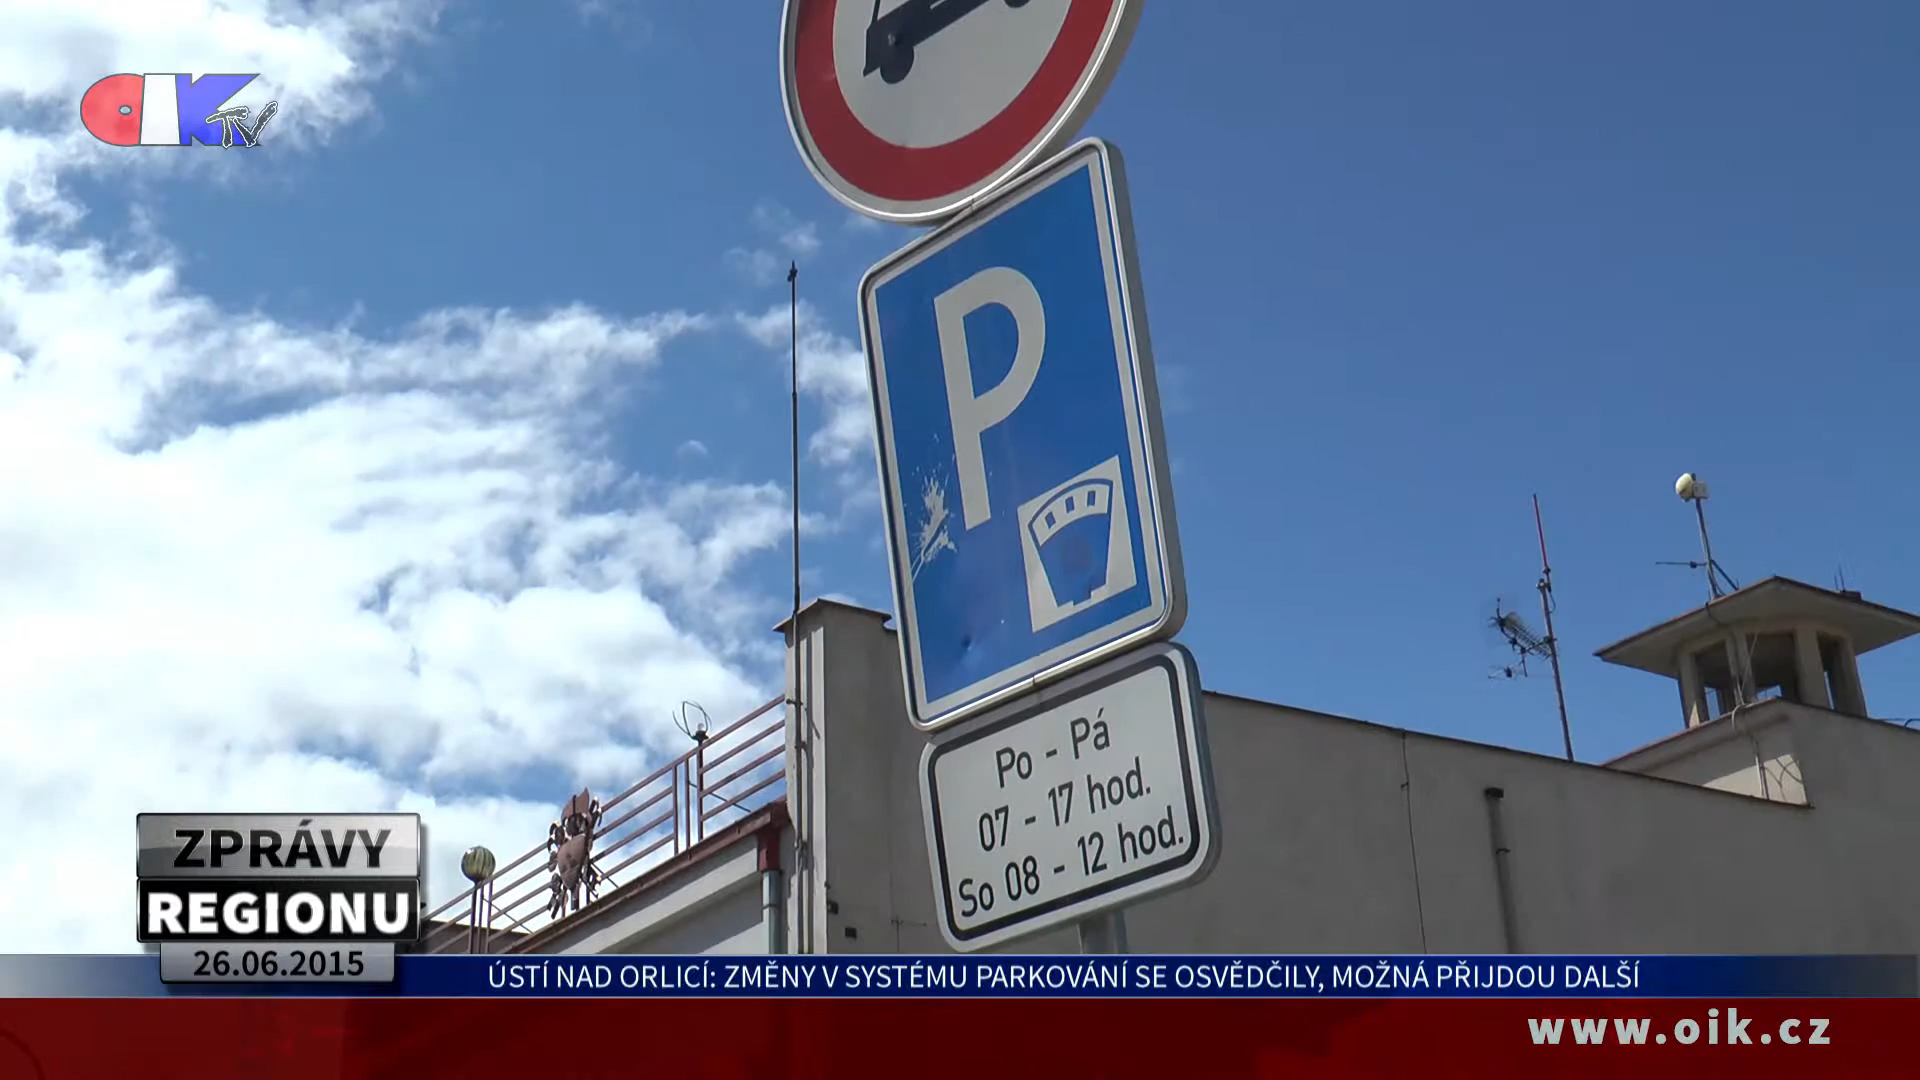 OIK TV
P
Po - Pá
07 - 17 hod.
So 08 - 12 hod.
ZPRÁVY
REGIONU
26.06.2015
ÚSTÍ NAD ORLICÍ: ZMĚNY V SYSTÉMU PARKOVÁNÍ SE OSVĚDČILY, MOŽNÁ PŘIJDOU DALŠÍ
www.oik.cz